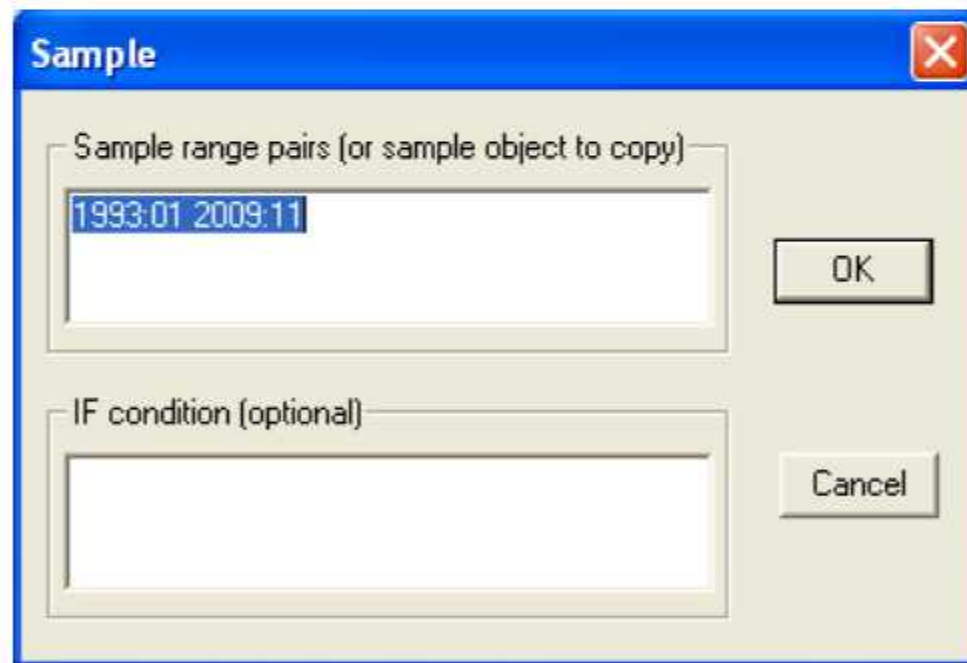 Sample
Sample range pairs (or sample object to copy)
1993:01 2009:11
OK
IF condition (optional)
Cancel